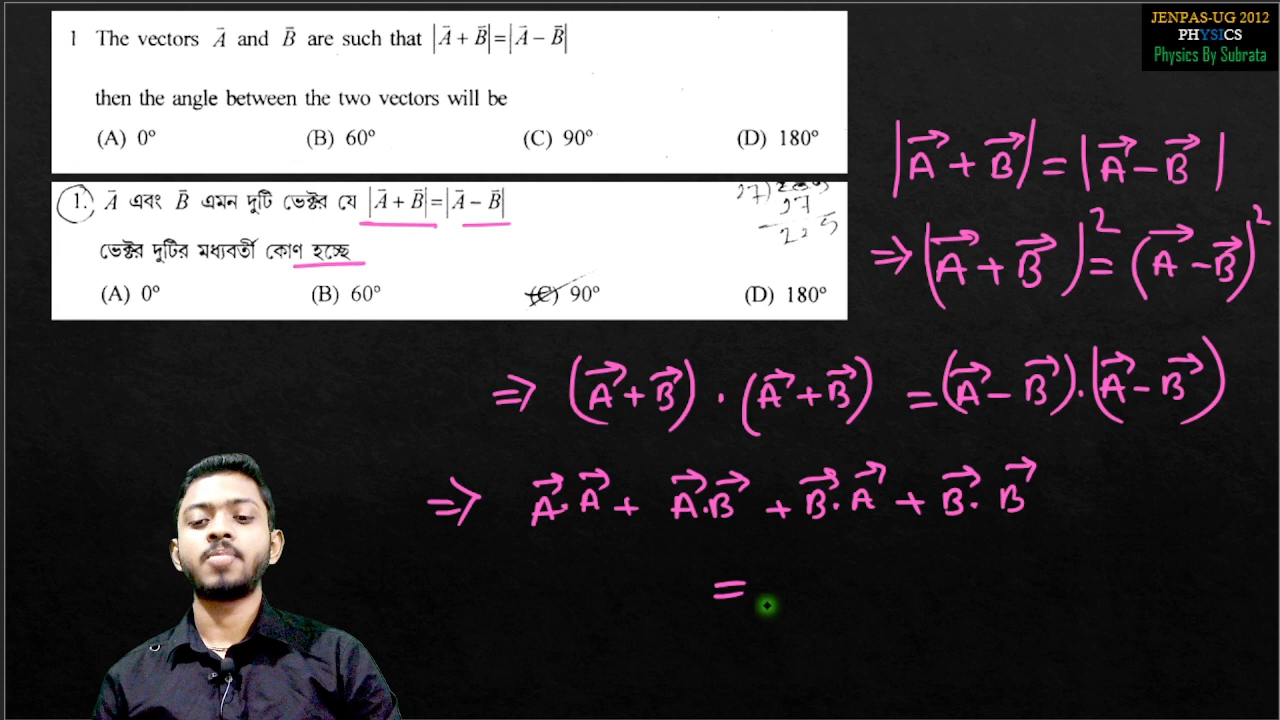 JENPAS-UG 2012
PHYSICS
Physics By Subrata
1 The vectors A⃗ and B⃗ are such that |A⃗ + B⃗| = |A⃗ − B⃗|
then the angle between the two vectors will be
(A) 0° (B) 60° (C) 90° (D) 180°
1. A⃗ এবং B⃗ এমন দুটি ভেক্টর যে |A⃗ + B⃗| = |A⃗ − B⃗|
ভেক্টর দুটির মধ্যবর্তী কোণ হচ্ছে
(A) 0° (B) 60° (C) 90° (D) 180°
|A⃗ + B⃗| = |A⃗ − B⃗|
⇒ (A⃗ + B⃗)² = (A⃗ − B⃗)²
⇒ (A⃗ + B⃗) · (A⃗ + B⃗) = (A⃗ − B⃗) · (A⃗ − B⃗)
⇒ A⃗ · A⃗ + A⃗ · B⃗ + B⃗ · A⃗ + B⃗ · B⃗
=